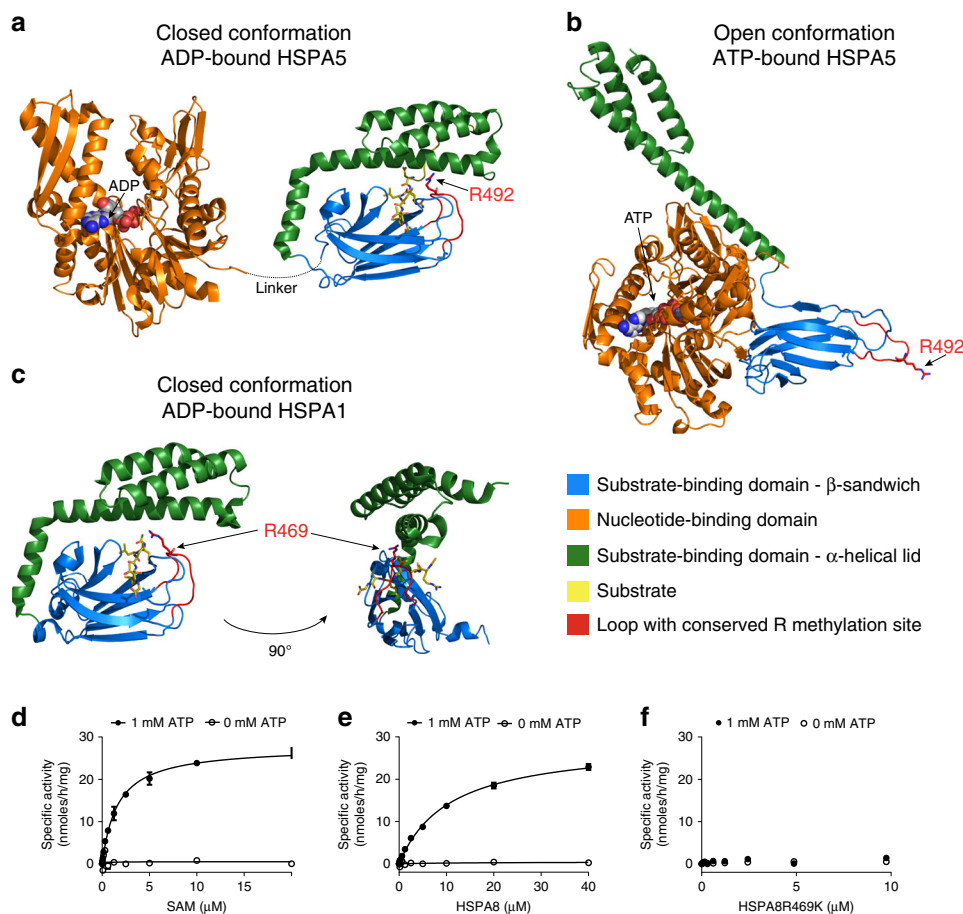 a
Closed conformation
ADP-bound HSPA5
ADP
R492
Linker
b
Open conformation
ATP-bound HSPA5
ATP
R492
c
Closed conformation
ADP-bound HSPA1
R469
90°
Substrate-binding domain - β-sandwich
Nucleotide-binding domain
Substrate-binding domain - α-helical lid
Substrate
Loop with conserved R methylation site
d
1 mM ATP 0 mM ATP
Specific activity
(nmoles/h/mg)
30
20
10
0
0 5 10
SAM (μM)
e
1 mM ATP 0 mM ATP
Specific activity
(nmoles/h/mg)
30
20
10
0
0 10 20 30 40
HSPA8 (μM)
f
1 mM ATP 0 mM ATP
Specific activity
(nmoles/h/mg)
30
20
10
0
0 5 10
HSPA8R469K (μM)